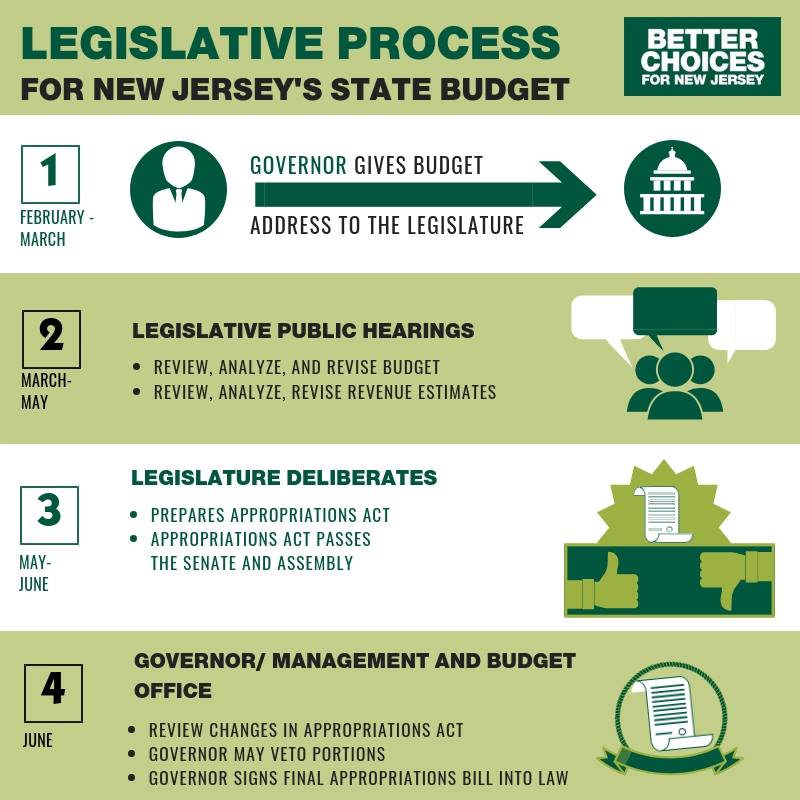 LEGISLATIVE PROCESS
FOR NEW JERSEY'S STATE BUDGET
BETTER
CHOICES
FOR NEW JERSEY
1
FEBRUARY -
MARCH
GOVERNOR GIVES BUDGET
ADDRESS TO THE LEGISLATURE
2
MARCH-
MAY
LEGISLATIVE PUBLIC HEARINGS
• REVIEW, ANALYZE, AND REVISE BUDGET
• REVIEW, ANALYZE, REVISE REVENUE ESTIMATES
3
MAY-
JUNE
LEGISLATURE DELIBERATES
• PREPARES APPROPRIATIONS ACT
• APPROPRIATIONS ACT PASSES
THE SENATE AND ASSEMBLY
4
JUNE
GOVERNOR/ MANAGEMENT AND BUDGET
OFFICE
• REVIEW CHANGES IN APPROPRIATIONS ACT
• GOVERNOR MAY VETO PORTIONS
• GOVERNOR SIGNS FINAL APPROPRIATIONS BILL INTO LAW